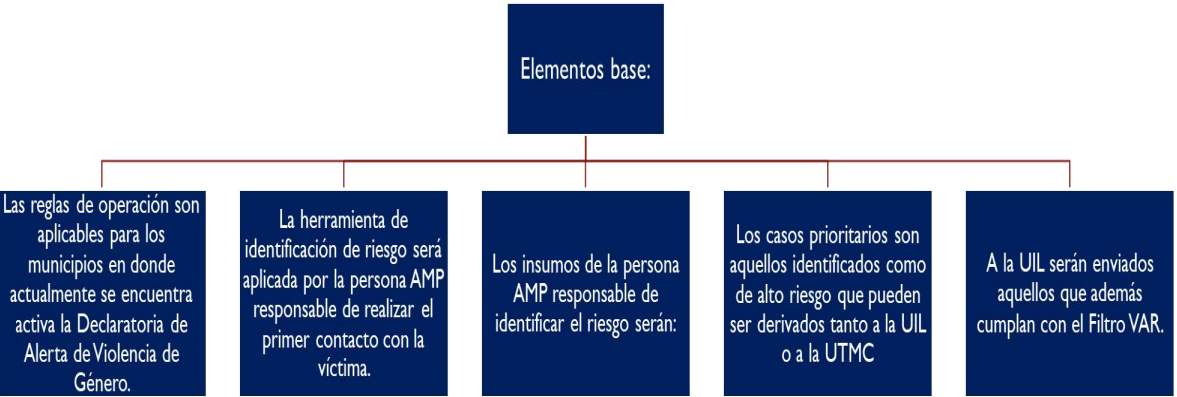 Elementos base:
Las reglas de operación son
aplicables para los
municipios en donde
actualmente se encuentra
activa la Declaratoria de
Alerta de Violencia de
Género.
La herramienta de
identificación de riesgo será
aplicada por la persona AMP
responsable de realizar el
primer contacto con la
víctima.
Los insumos de la persona
AMP responsable de
identificar el riesgo serán:
Los casos prioritarios son
aquellos identificados como
de alto riesgo que pueden
ser derivados tanto a la UIL
o a la UTMC
A la UIL serán enviados
aquellos que además
cumplan con el Filtro VAR.